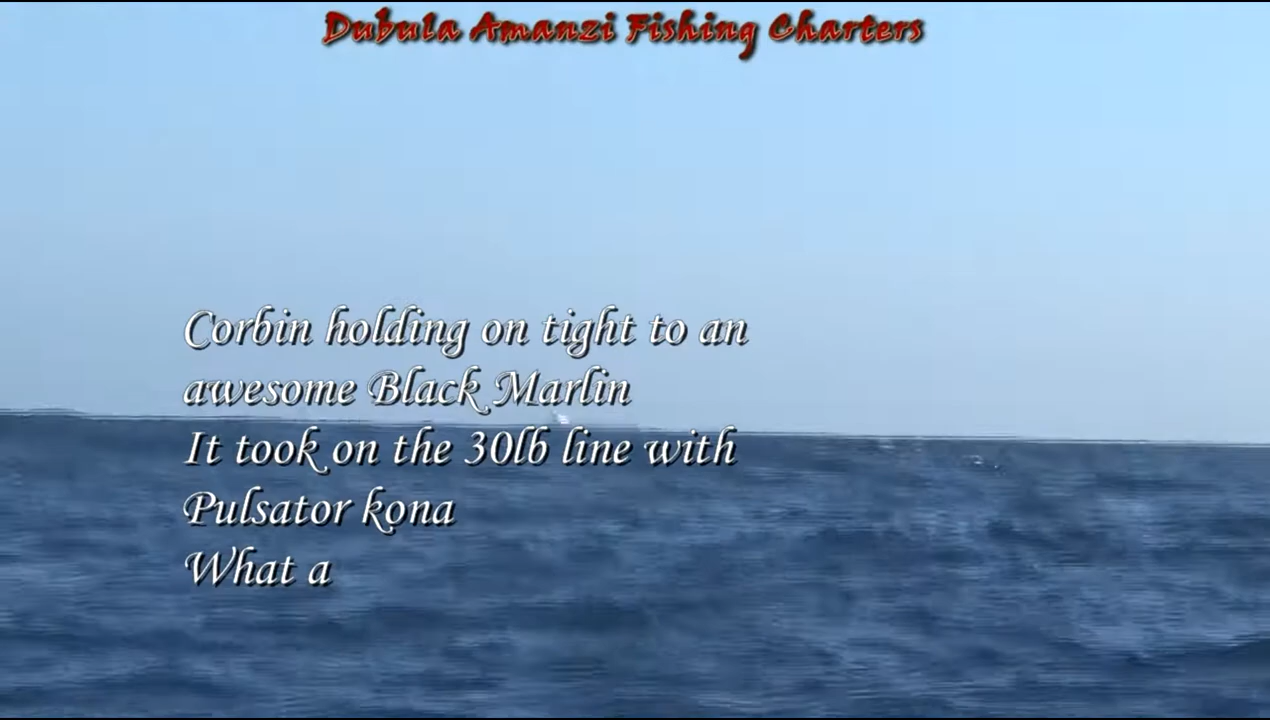 Dubula Amanzi Fishing Charters
Corbin holding on tight to an
awesome Black Marlin
It took on the 30lb line with
Pulsator kona
What a